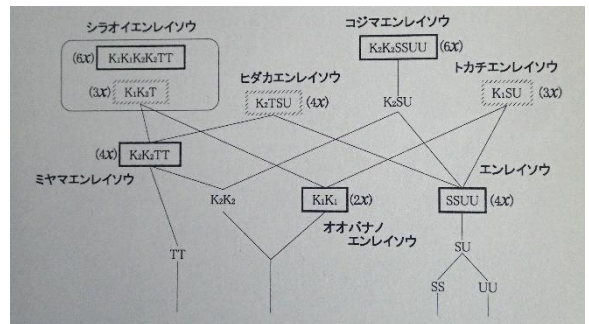 シラオイエンレイソウ
コジマエンレイソウ
(6x) K₁K₁K₂K₂TT
K₂K₂SSUU (6x)
ヒダカエンレイソウ
トカチエンレイソウ
(3x) K₁K₂T
K₂TSU (4x)
K₂SU
K₁SU (3x)
(4x) K₂K₂TT
エンレイソウ
ミヤマエンレイソウ
K₂K₂
K₁K₁ (2x)
SSUU (4x)
オオバナノ
エンレイソウ
TT
SU
SS
UU